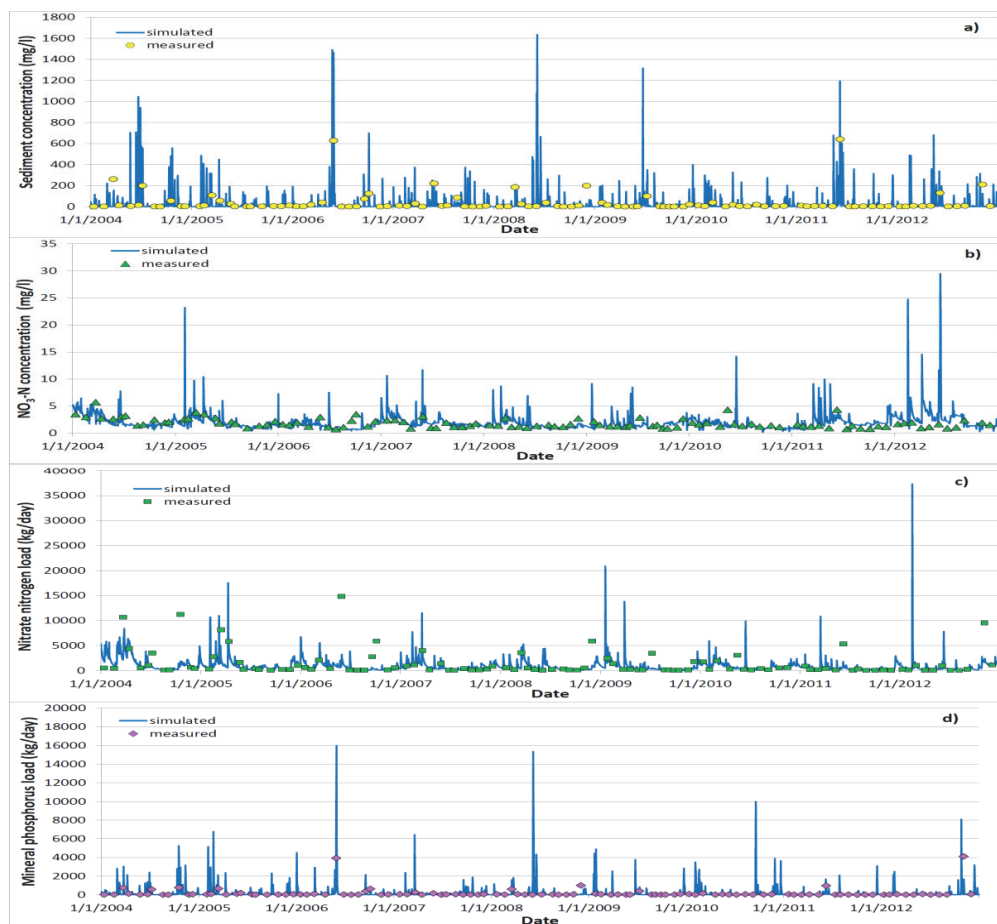 a)
simulated
measured
Sediment concentration (mg/l)
1800
1600
1400
1200
1000
800
600
400
200
0
1/1/2004 1/1/2005 1/1/2006 1/1/2007 1/1/2008 1/1/2009 1/1/2010 1/1/2011 1/1/2012
Date
b)
simulated
measured
NO3-N concentration (mg/l)
35
30
25
20
15
10
5
0
1/1/2004 1/1/2005 1/1/2006 1/1/2007 1/1/2008 1/1/2009 1/1/2010 1/1/2011 1/1/2012
Date
c)
simulated
measured
Nitrate nitrogen load (kg/day)
40000
35000
30000
25000
20000
15000
10000
5000
0
1/1/2004 1/1/2005 1/1/2006 1/1/2007 1/1/2008 1/1/2009 1/1/2010 1/1/2011 1/1/2012
Date
d)
simulated
measured
Mineral phosphorus load (kg/day)
20000
18000
16000
14000
12000
10000
8000
6000
4000
2000
0
1/1/2004 1/1/2005 1/1/2006 1/1/2007 1/1/2008 1/1/2009 1/1/2010 1/1/2011 1/1/2012
Date